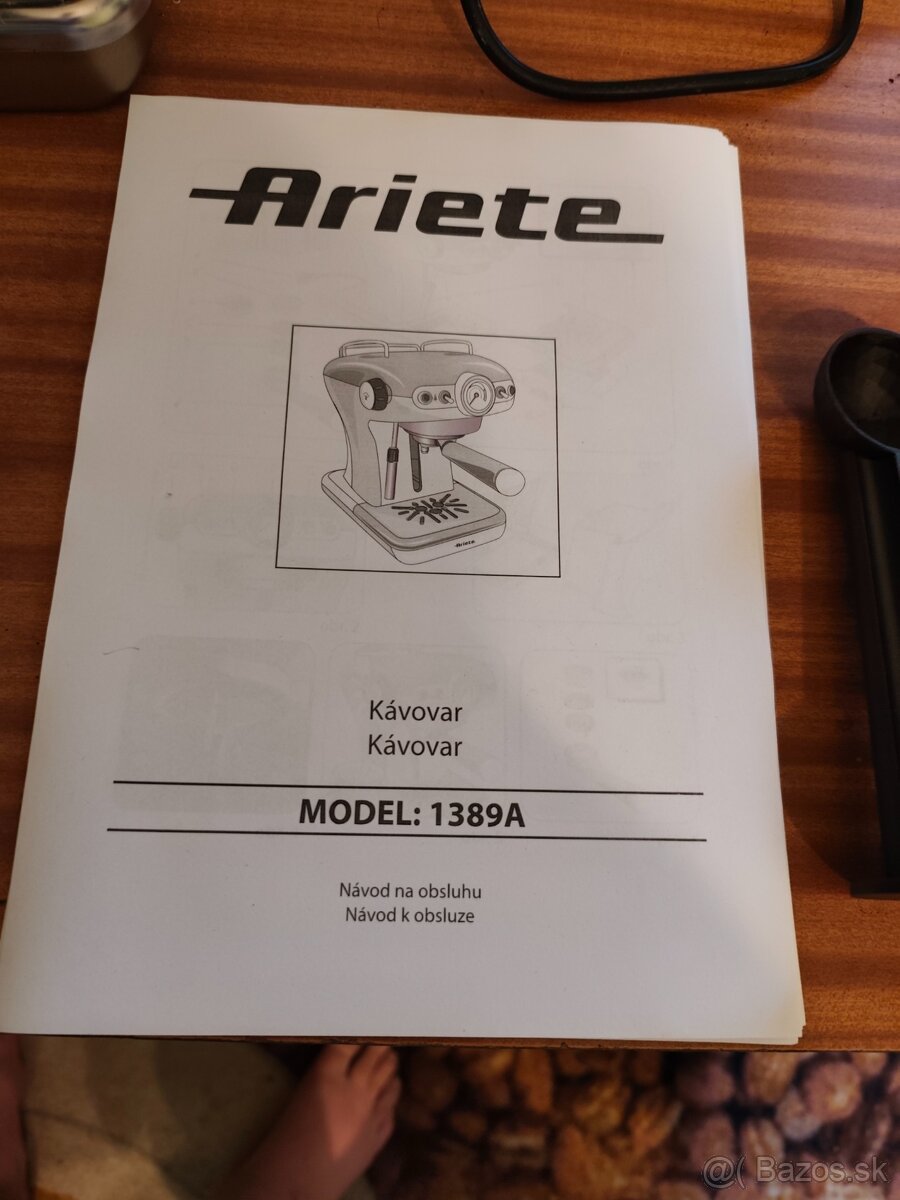 Ariete
Ariete
Kávovar
Kávovar
MODEL: 1389A
Návod na obsluhu
Návod k obsluze
@( Bazos.sk